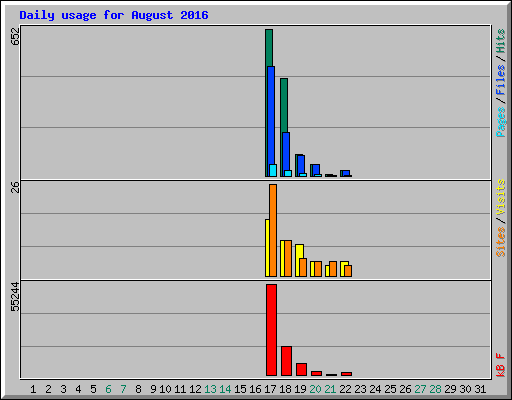 Daily usage for August 2016
652
Pages / Files / Hits
26
Sites / Visits
55244
kB F
1 2 3 4 5 6 7 8 9 10 11 12 13 14 15 16 17 18 19 20 21 22 23 24 25 26 27 28 29 30 31